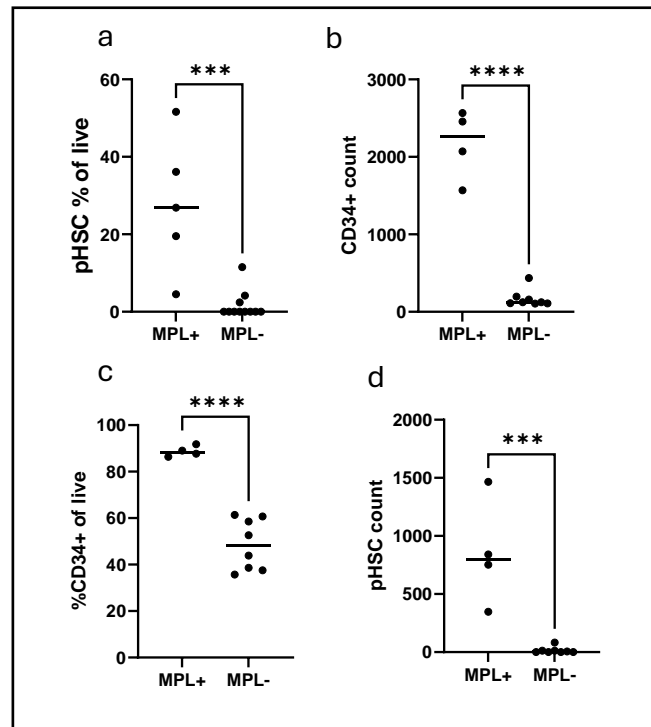 a
***
60
40
20
0
pHSC % of live
MPL+ MPL-
b
****
3000
2000
1000
0
CD34+ count
MPL+ MPL-
c
****
100
80
60
40
20
0
%CD34+ of live
MPL+ MPL-
d
***
2000
1500
1000
500
0
pHSC count
MPL+ MPL-